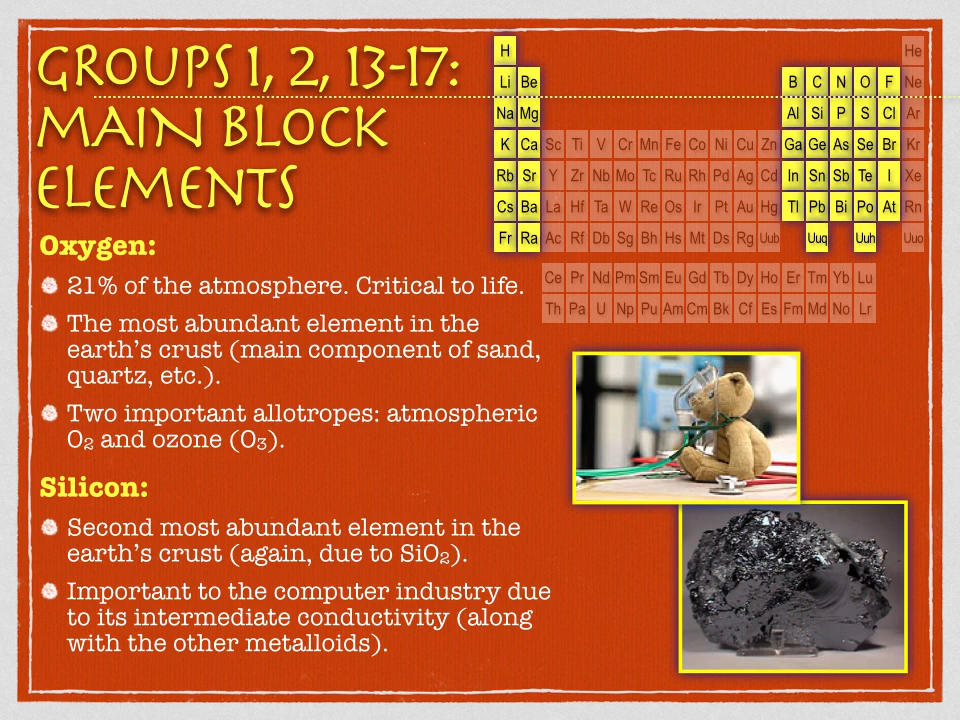 GROUPS 1, 2, 13-17:
MAIN BLOCK
ELEMENTS
H He
Li Be B C N O F Ne
Na Mg Al Si P S Cl Ar
K Ca Sc Ti V Cr Mn Fe Co Ni Cu Zn Ga Ge As Se Br Kr
Rb Sr Y Zr Nb Mo Tc Ru Rh Pd Ag Cd In Sn Sb Te I Xe
Cs Ba La Hf Ta W Re Os Ir Pt Au Hg Tl Pb Bi Po At Rn
Fr Ra Ac Rf Db Sg Bh Hs Mt Ds Rg Uub Uuq Uuh Uuo
Ce Pr Nd Pm Sm Eu Gd Tb Dy Ho Er Tm Yb Lu
Th Pa U Np Pu Am Cm Bk Cf Es Fm Md No Lr
Oxygen:
21% of the atmosphere. Critical to life.
The most abundant element in the
earth's crust (main component of sand,
quartz, etc.).
Two important allotropes: atmospheric
O₂ and ozone (O₃).
Silicon:
Second most abundant element in the
earth's crust (again, due to SiO₂).
Important to the computer industry due
to its intermediate conductivity (along
with the other metalloids).